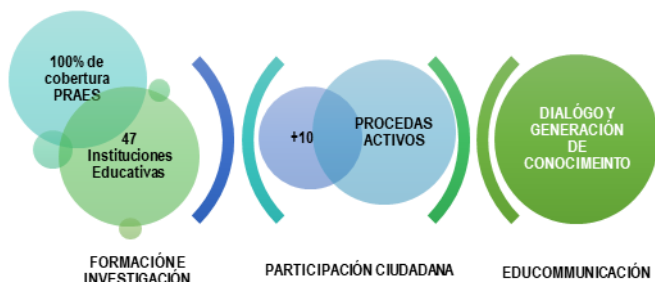 100% de
cobertura
PRAES
47
Instituciones
Educativas
+10
PROCEDAS
ACTIVOS
DIALÓGO Y
GENERACIÓN
DE
CONOCIMEINTO
FORMACIÓN E
INVESTIGACIÓN
PARTICIPACIÓN CIUDADANA
EDUCOMMUNICACIÓN